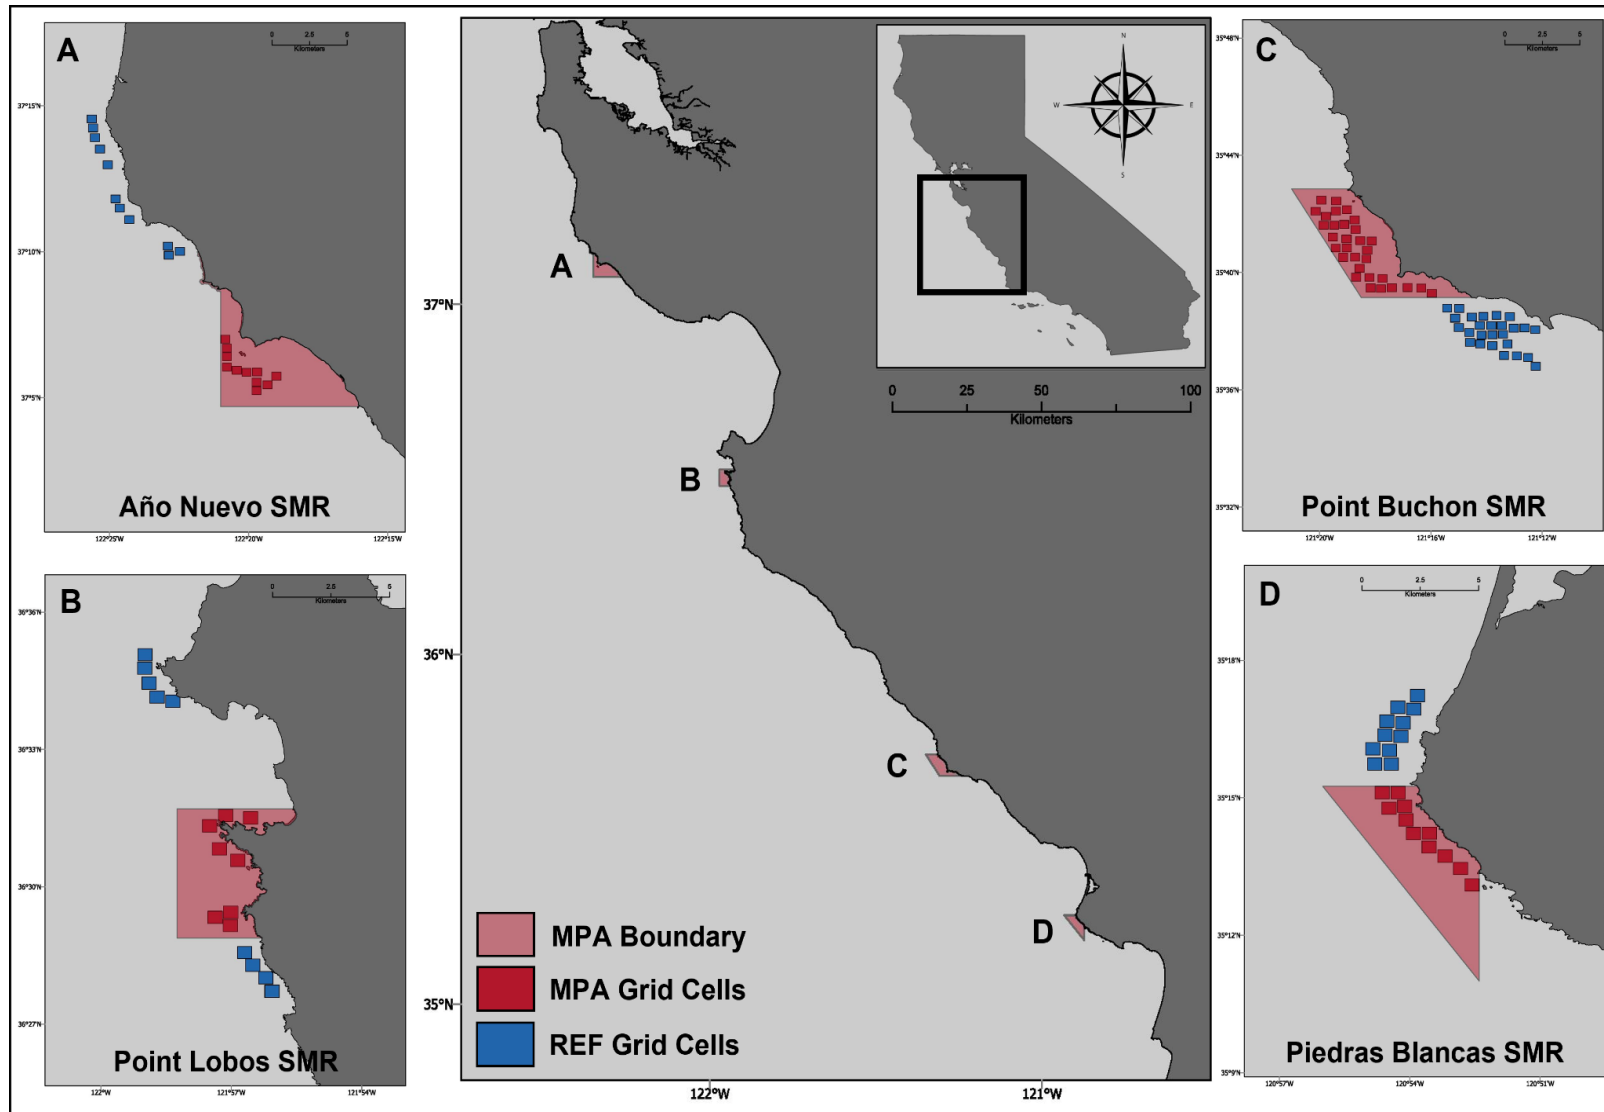 A
0 2.5 5
Kilometers
37°15'N
37°10'N
37°5'N
Año Nuevo SMR
122°25'W 122°20'W 122°15'W
B
0 2.5 5
Kilometers
36°36'N
36°33'N
36°30'N
36°27'N
Point Lobos SMR
122°W 121°57'W 121°54'W
N
W E
S
0 25 50 100
Kilometers
A
37°N
B
36°N
C
D
35°N
MPA Boundary
MPA Grid Cells
REF Grid Cells
122°W 121°W
C
0 2.5 5
Kilometers
35°48'N
35°44'N
35°40'N
35°36'N
35°32'N
Point Buchon SMR
121°20'W 121°16'W 121°12'W
D
0 2.5 5
Kilometers
35°18'N
35°15'N
35°12'N
35°9'N
Piedras Blancas SMR
120°57'W 120°54'W 120°51'W